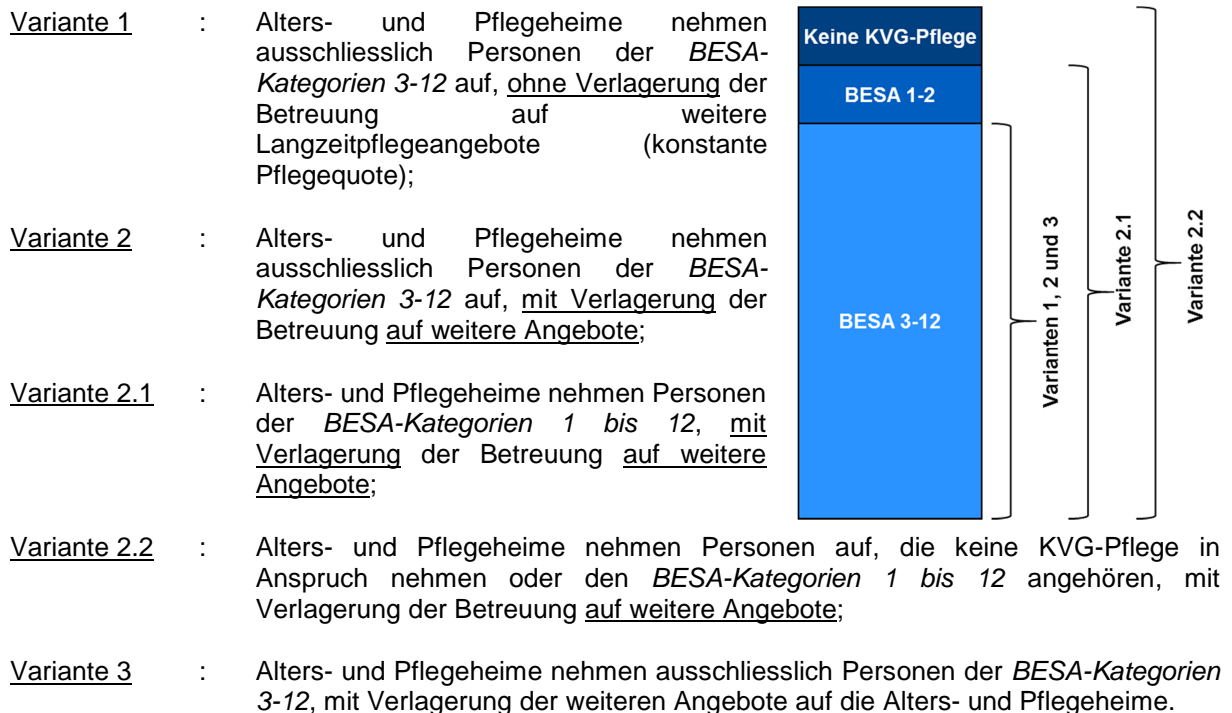 Variante 1 : Alters- und Pflegeheime nehmen
ausschliesslich Personen der BESA-
Kategorien 3-12 auf, ohne Verlagerung der
Betreuung auf weitere
Langzeitpflegeangebote (konstante
Pflegequote);
Variante 2 : Alters- und Pflegeheime nehmen
ausschliesslich Personen der BESA-
Kategorien 3-12 auf, mit Verlagerung der
Betreuung auf weitere Angebote;
Variante 2.1 : Alters- und Pflegeheime nehmen Personen
der BESA-Kategorien 1 bis 12, mit
Verlagerung der Betreuung auf weitere
Angebote;
Keine KVG-Pflege
BESA 1-2
BESA 3-12
Varianten 1, 2 und 3
Variante 2.1
Variante 2.2
Variante 2.2 : Alters- und Pflegeheime nehmen Personen auf, die keine KVG-Pflege in
Anspruch nehmen oder den BESA-Kategorien 1 bis 12 angehören, mit
Verlagerung der Betreuung auf weitere Angebote;
Variante 3 : Alters- und Pflegeheime nehmen ausschliesslich Personen der BESA-Kategorien
3-12, mit Verlagerung der weiteren Angebote auf die Alters- und Pflegeheime.